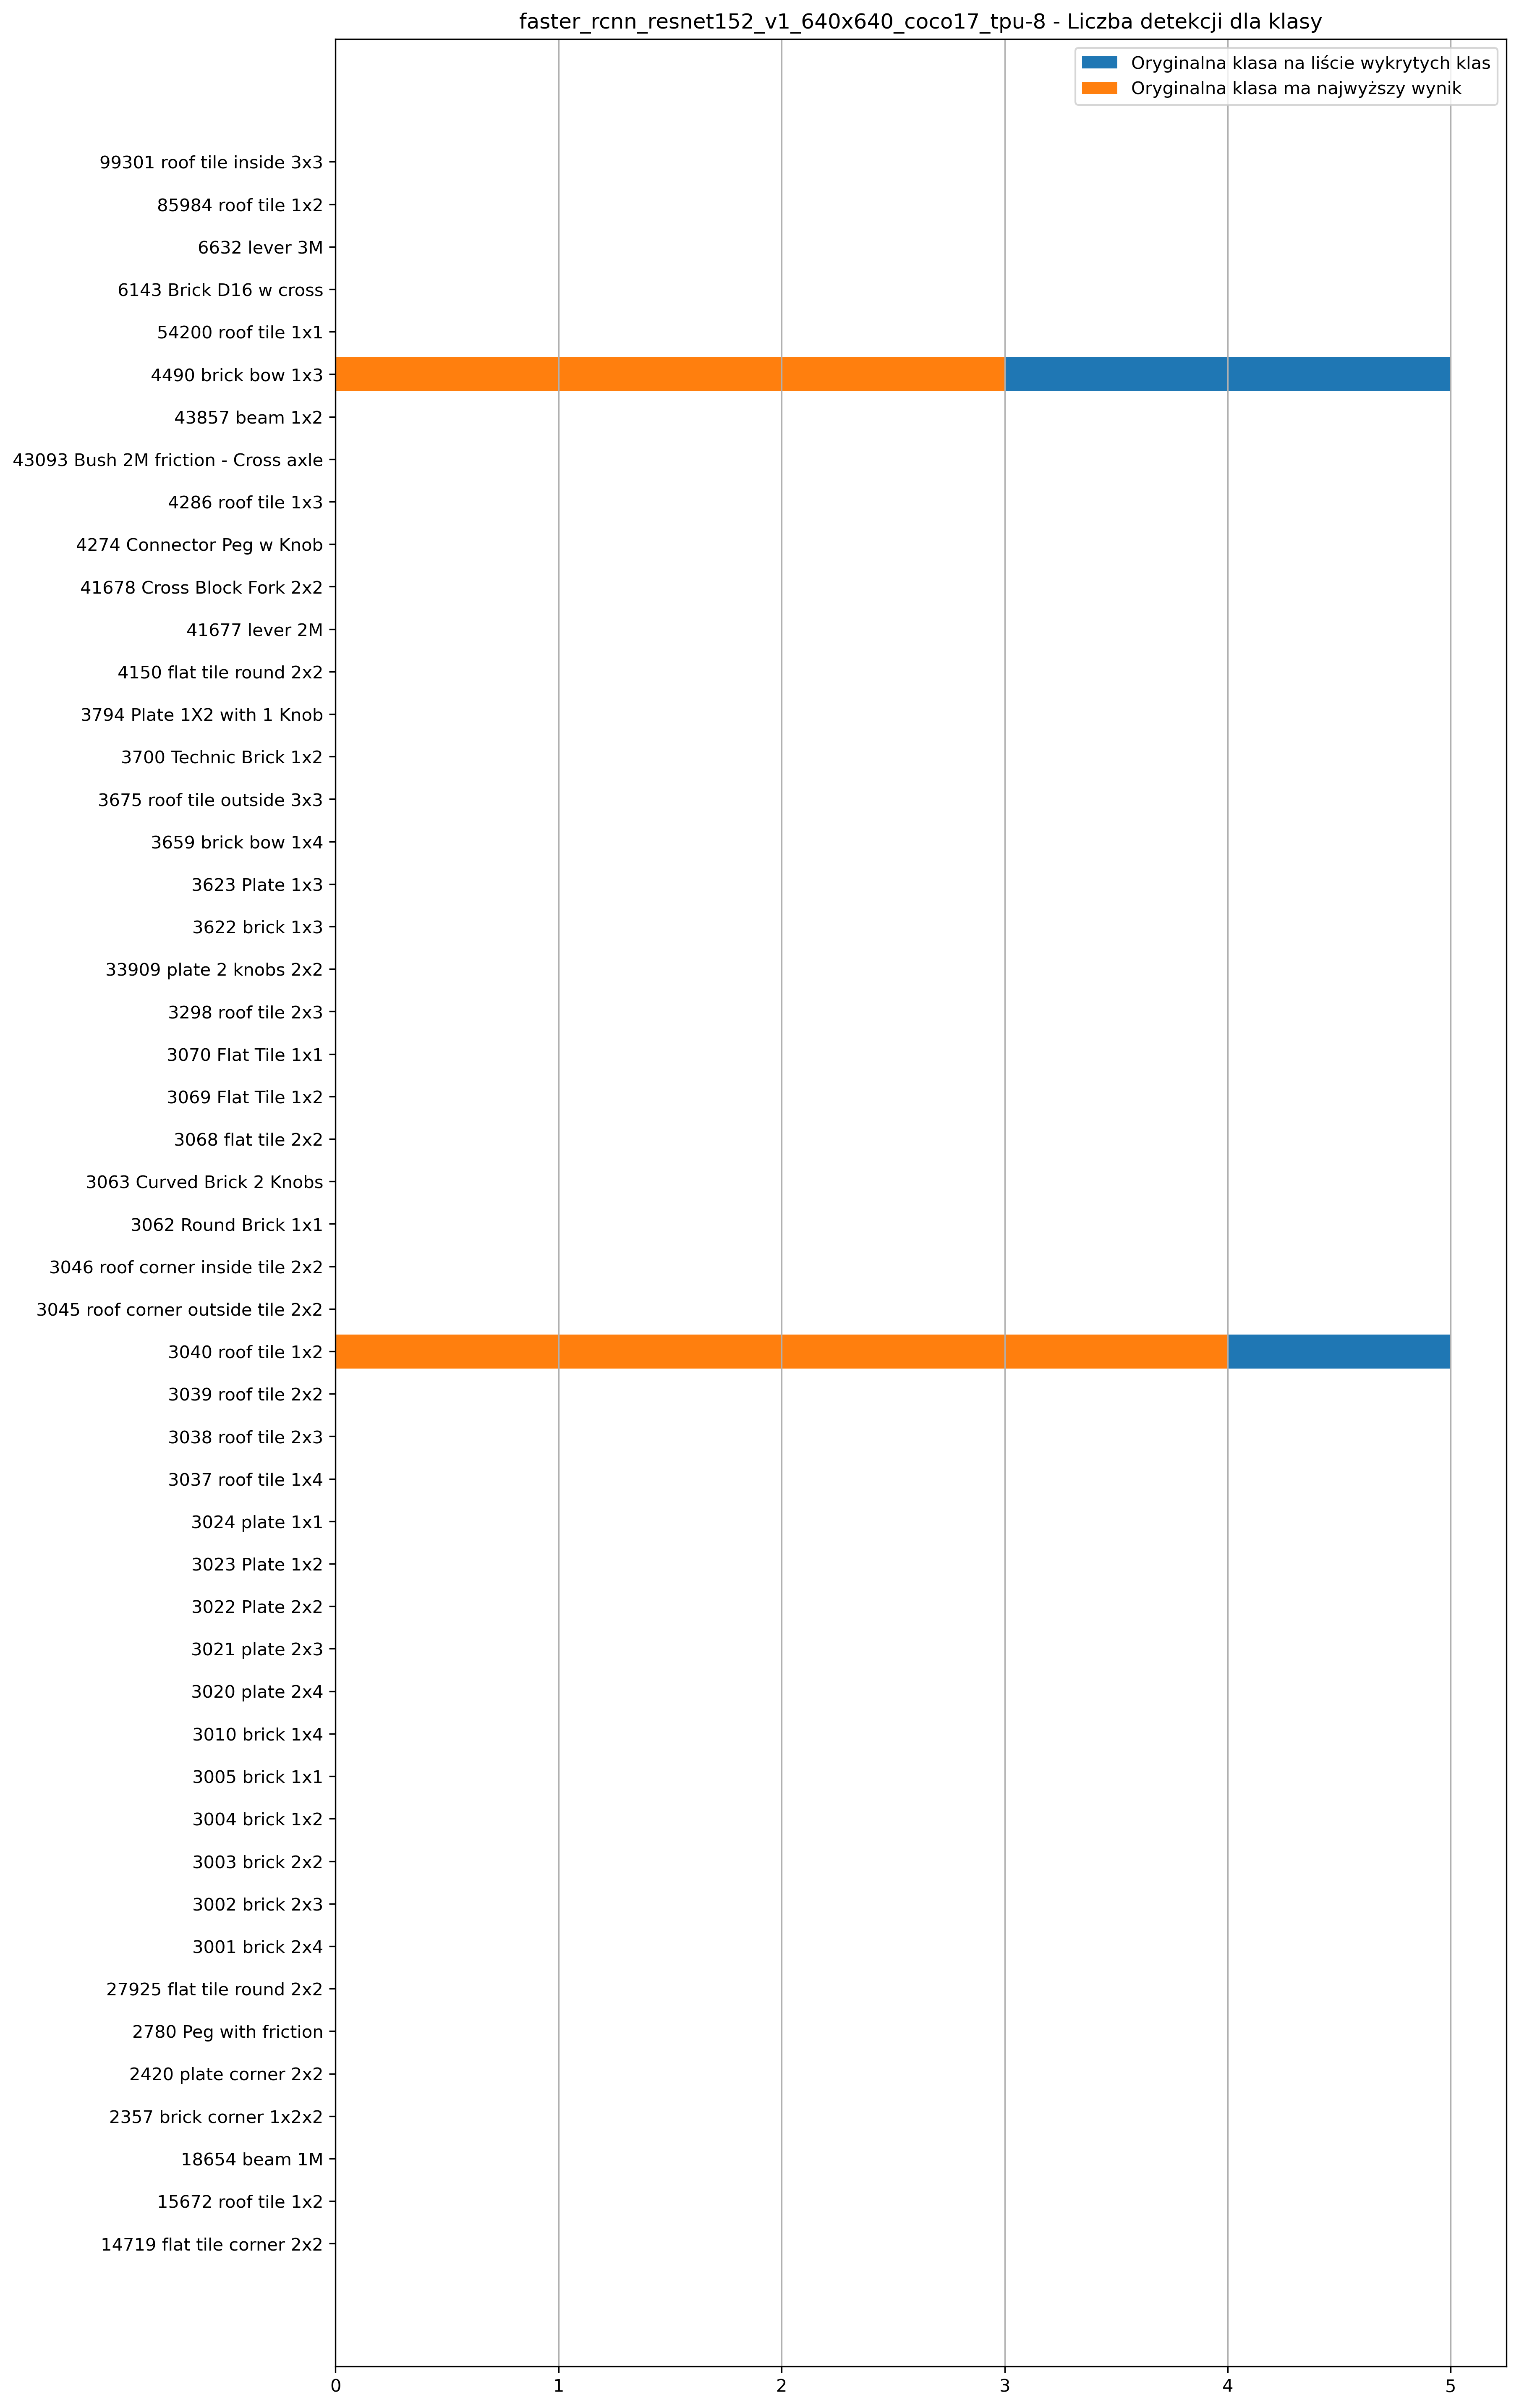 faster_rcnn_resnet152_v1_640x640_coco17_tpu-8 - Liczba detekcji dla klasy
Oryginalna klasa na liście wykrytych klas
Oryginalna klasa ma najwyższy wynik
99301 roof tile inside 3x3
85984 roof tile 1x2
6632 lever 3M
6143 Brick D16 w cross
54200 roof tile 1x1
4490 brick bow 1x3
43857 beam 1x2
43093 Bush 2M friction - Cross axle
4286 roof tile 1x3
4274 Connector Peg w Knob
41678 Cross Block Fork 2x2
41677 lever 2M
4150 flat tile round 2x2
3794 Plate 1X2 with 1 Knob
3700 Technic Brick 1x2
3675 roof tile outside 3x3
3659 brick bow 1x4
3623 Plate 1x3
3622 brick 1x3
33909 plate 2 knobs 2x2
3298 roof tile 2x3
3070 Flat Tile 1x1
3069 Flat Tile 1x2
3068 flat tile 2x2
3063 Curved Brick 2 Knobs
3062 Round Brick 1x1
3046 roof corner inside tile 2x2
3045 roof corner outside tile 2x2
3040 roof tile 1x2
3039 roof tile 2x2
3038 roof tile 2x3
3037 roof tile 1x4
3024 plate 1x1
3023 Plate 1x2
3022 Plate 2x2
3021 plate 2x3
3020 plate 2x4
3010 brick 1x4
3005 brick 1x1
3004 brick 1x2
3003 brick 2x2
3002 brick 2x3
3001 brick 2x4
27925 flat tile round 2x2
2780 Peg with friction
2420 plate corner 2x2
2357 brick corner 1x2x2
18654 beam 1M
15672 roof tile 1x2
14719 flat tile corner 2x2
0 1 2 3 4 5